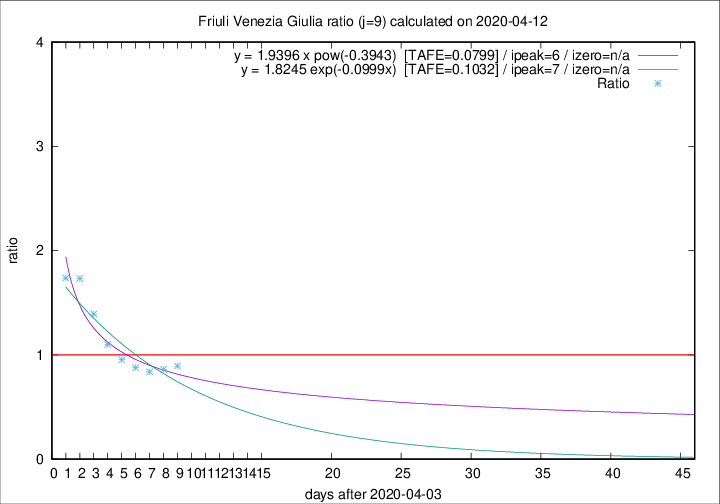 Friuli Venezia Giulia ratio (j=9) calculated on 2020-04-12
y = 1.9396 x pow(-0.3943) [TAFE=0.0799] / ipeak=6 / izero=n/a
y = 1.8245 exp(-0.0999x) [TAFE=0.1032] / ipeak=7 / izero=n/a
Ratio
4
3
2
1
0
ratio
0 1 2 3 4 5 6 7 8 9 10 11 12 13 14 15 20 25 30 35 40 45
days after 2020-04-03